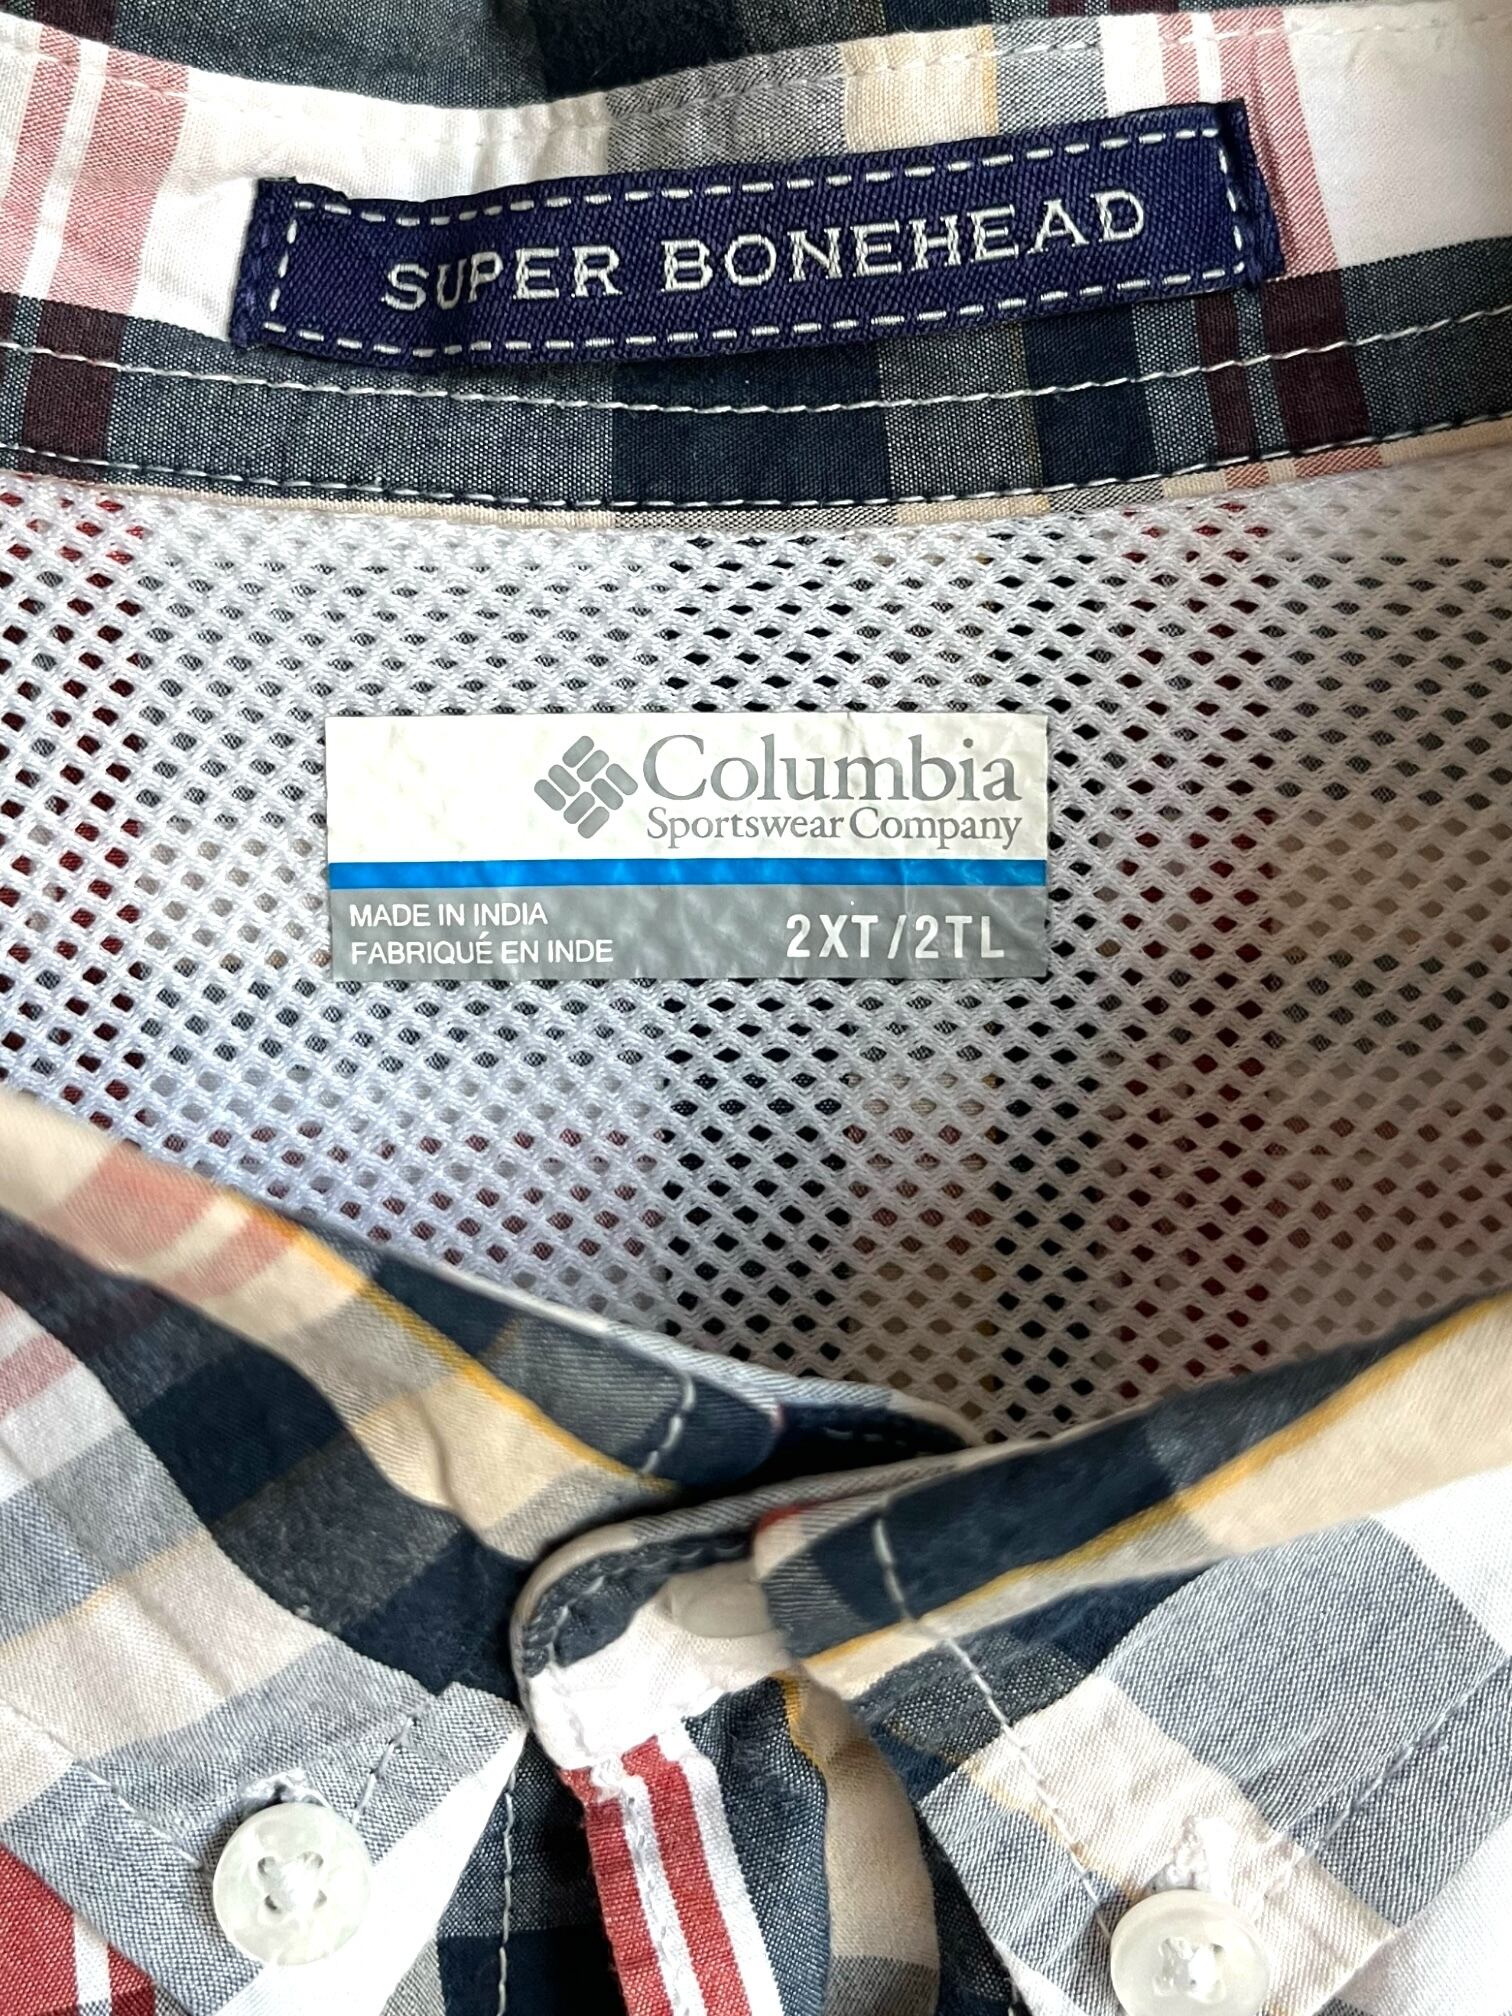 SUPER BONEHEAD
Columbia
Sportswear Company
MADE IN INDIA
FABRIQUÉ EN INDE
2XT/2TL